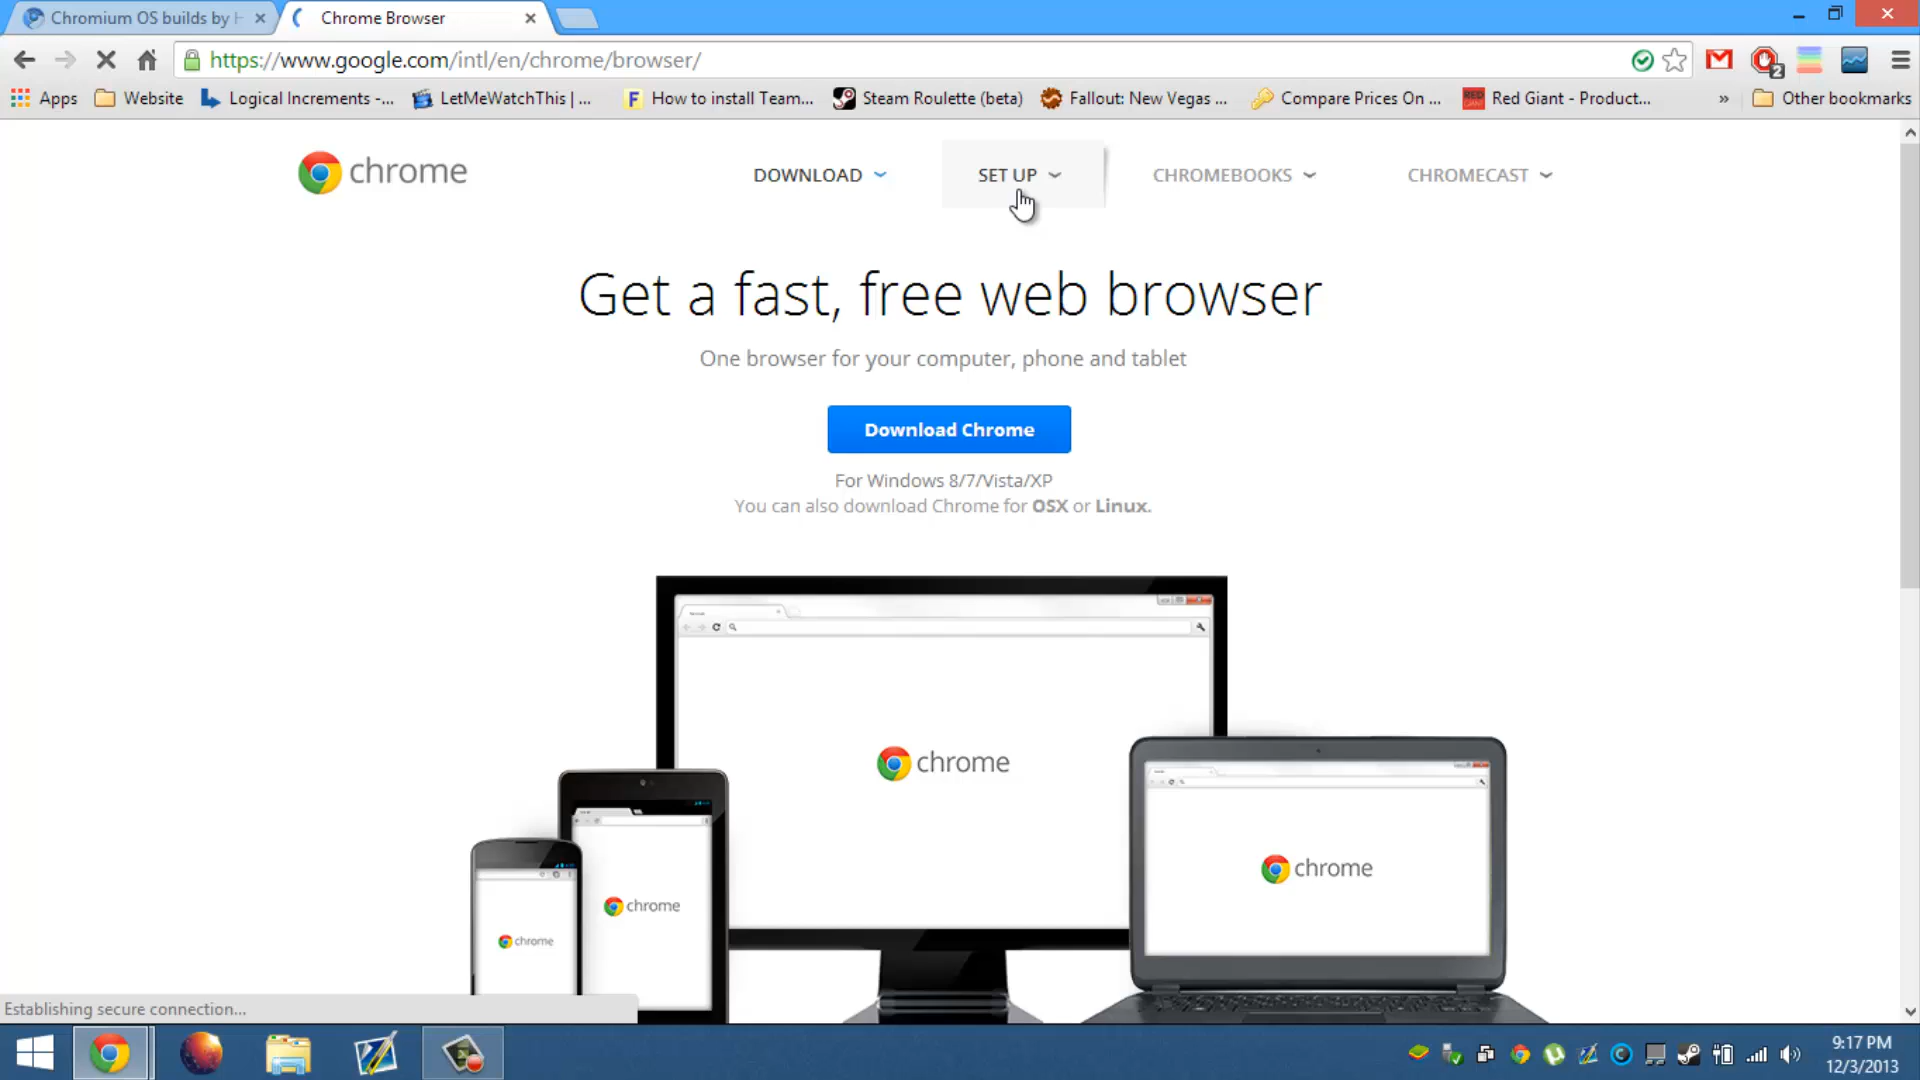 Chromium OS builds by H
Chrome Browser
https://www.google.com/intl/en/chrome/browser/
2
Apps
Website
Logical Increments -...
LetMeWatchThis | ...
F
How to install Team...
Steam Roulette (beta)
Fallout: New Vegas ...
Compare Prices On ...
RED GIANT
Red Giant - Product...
»
Other bookmarks
chrome
DOWNLOAD
SET UP
CHROMEBOOKS
CHROMECAST
Get a fast, free web browser
One browser for your computer, phone and tablet
Download Chrome
For Windows 8/7/Vista/XP
You can also download Chrome for OSX or Linux.
chrome
chrome
chrome
chrome
Establishing secure connection...
9:17 PM
12/3/2013